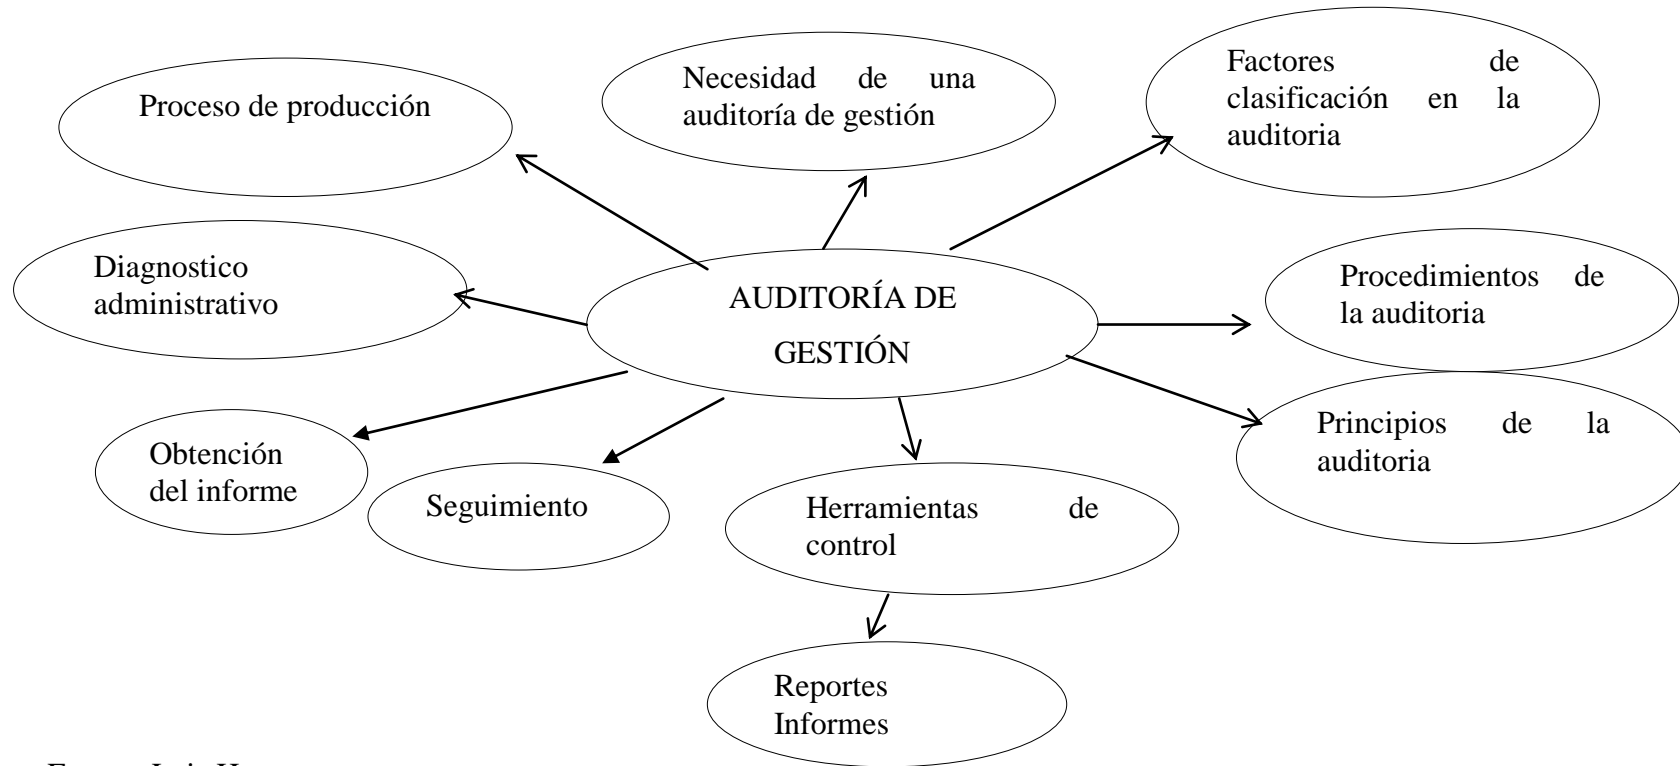 Proceso de producción
Necesidad de una
auditoría de gestión
Factores de
clasificación en la
auditoria
Diagnostico
administrativo
AUDITORÍA DE
GESTIÓN
Procedimientos de
la auditoria
Principios de la
auditoria
Obtención
del informe
Seguimiento
Herramientas de
control
Reportes
Informes